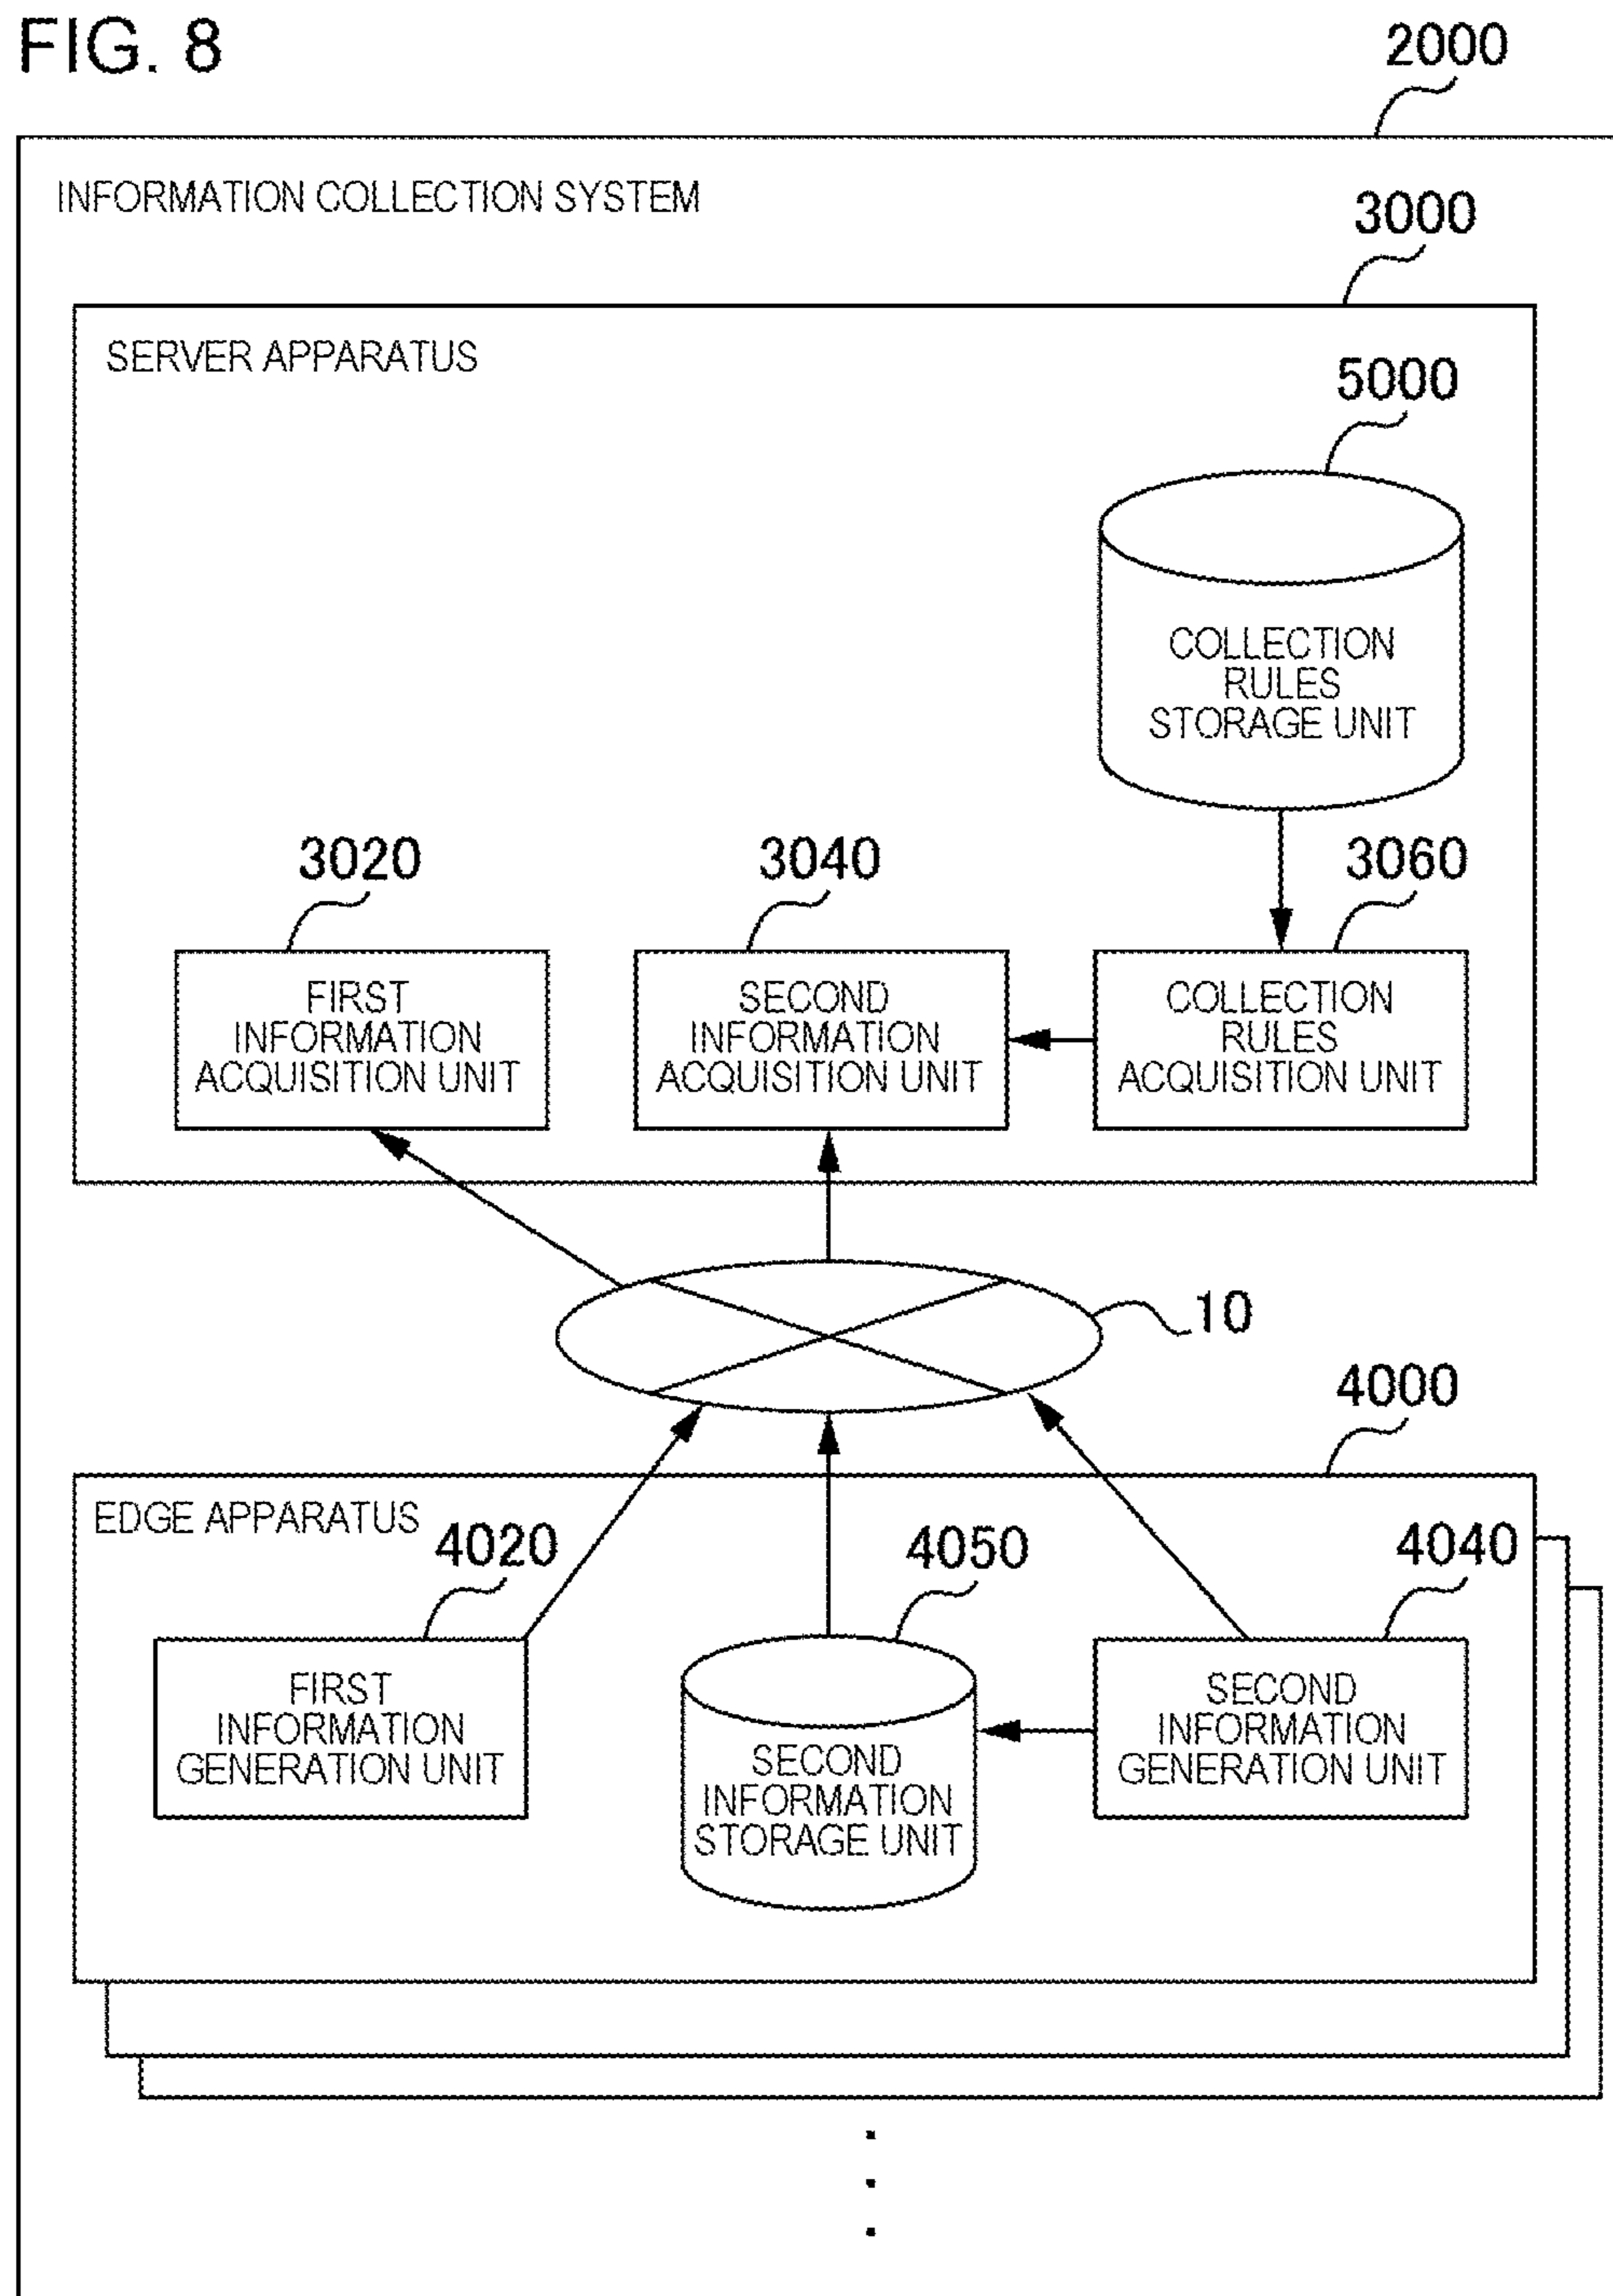 FIG. 8
2000
INFORMATION COLLECTION SYSTEM
3000
SERVER APPARATUS
5000
COLLECTION
RULES
STORAGE UNIT
3020
3040
3060
FIRST
INFORMATION
ACQUISITION UNIT
SECOND
INFORMATION
ACQUISITION UNIT
COLLECTION
RULES
ACQUISITION UNIT
10
4000
EDGE APPARATUS
4020
4050
4040
FIRST
INFORMATION
GENERATION UNIT
SECOND
INFORMATION
STORAGE UNIT
SECOND
INFORMATION
GENERATION UNIT